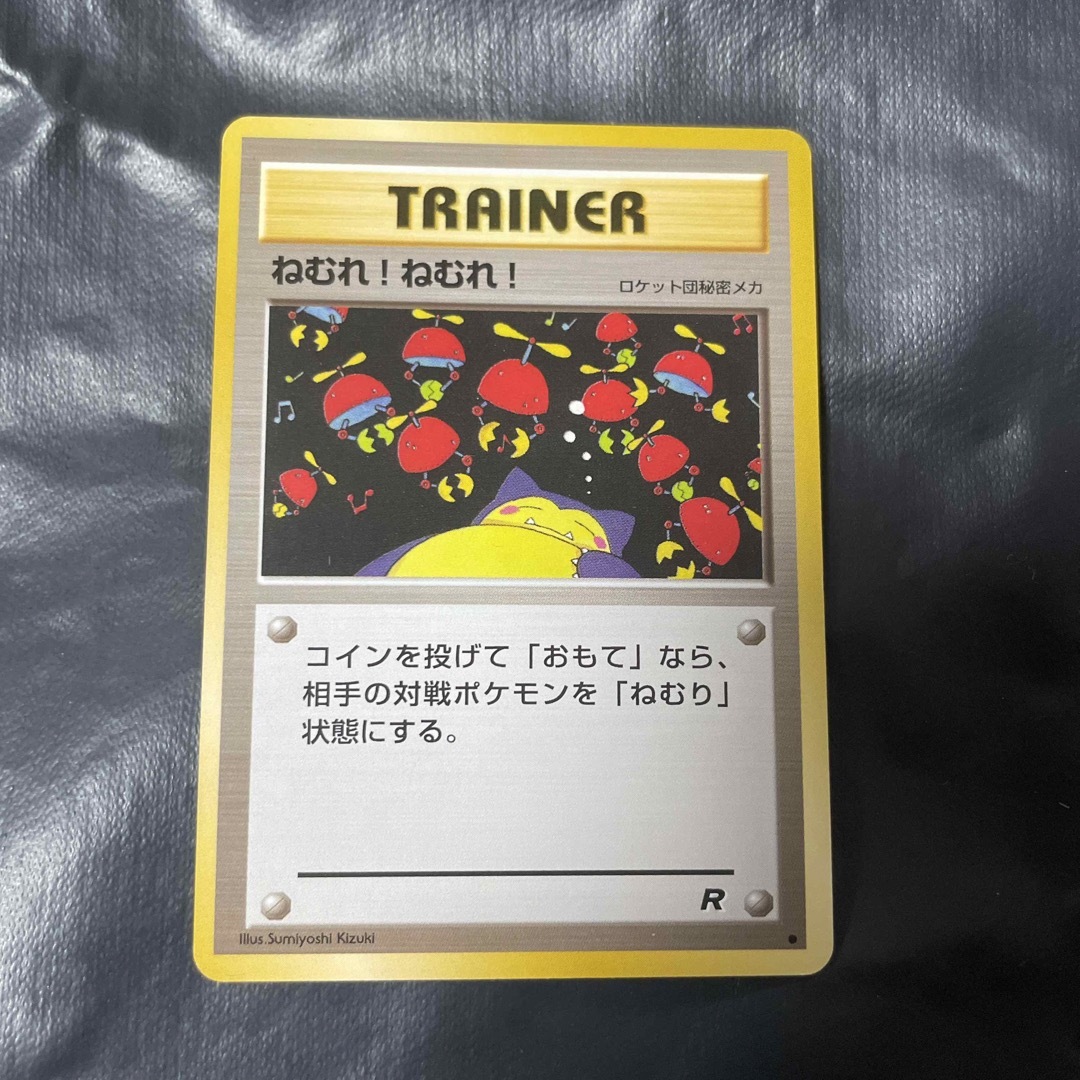 TRAINER
ねむれ！ねむれ！
ロケット団秘密メカ
コインを投げて「おもて」なら、
相手の対戦ポケモンを「ねむり」
状態にする。
R
Illus.Sumiyoshi Kizuki